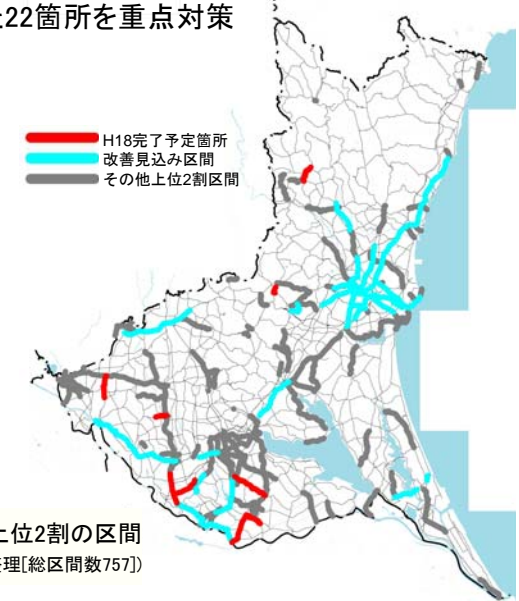 22箇所を重点対策
H18完了予定箇所
改善見込み区間
その他上位2割区間
上位2割の区間
理[総区間数757])